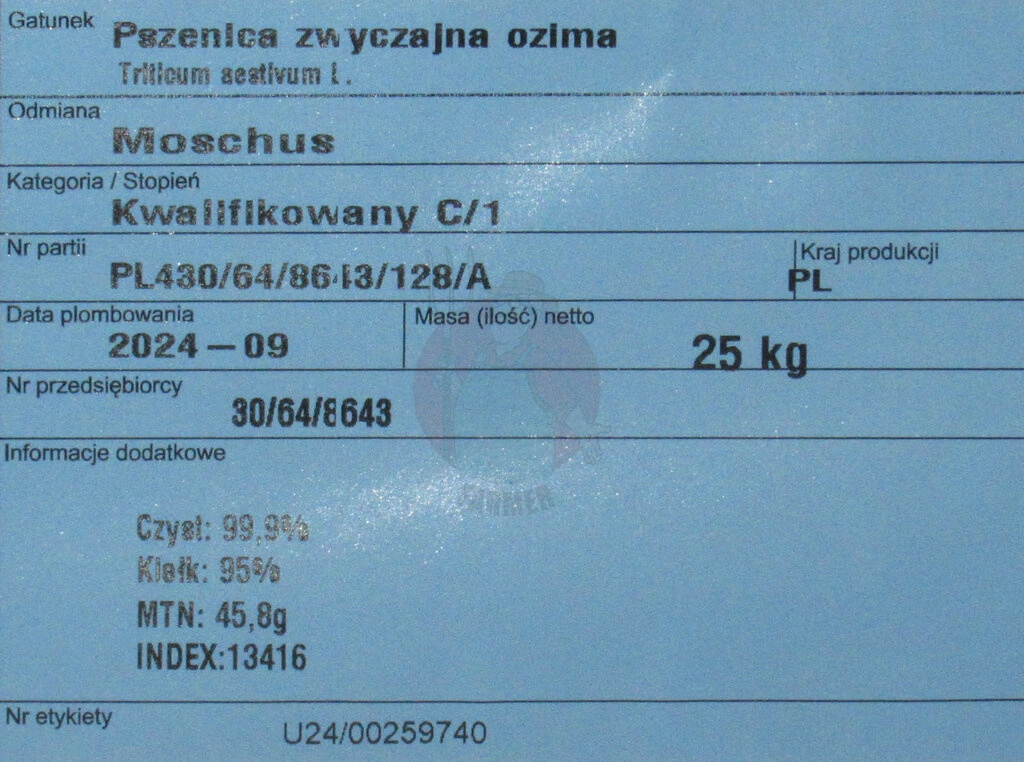 Gatunek
Pszenica zwyczajna ozima
Triticum aestivum L.
Odmiana
Moschus
Kategoria / Stopień
Kwalifikowany C/1
Nr partii
PL430/64/8643/128/A
Kraj produkcji
PL
Data plombowania
2024-09
Masa (ilość) netto
25 kg
Nr przedsiębiorcy
30/64/8643
Informacje dodatkowe
Czyst: 99,9%
Kiełk: 95%
MTN: 45,8g
INDEX:13416
FARMER
Nr etykiety
U24/00259740